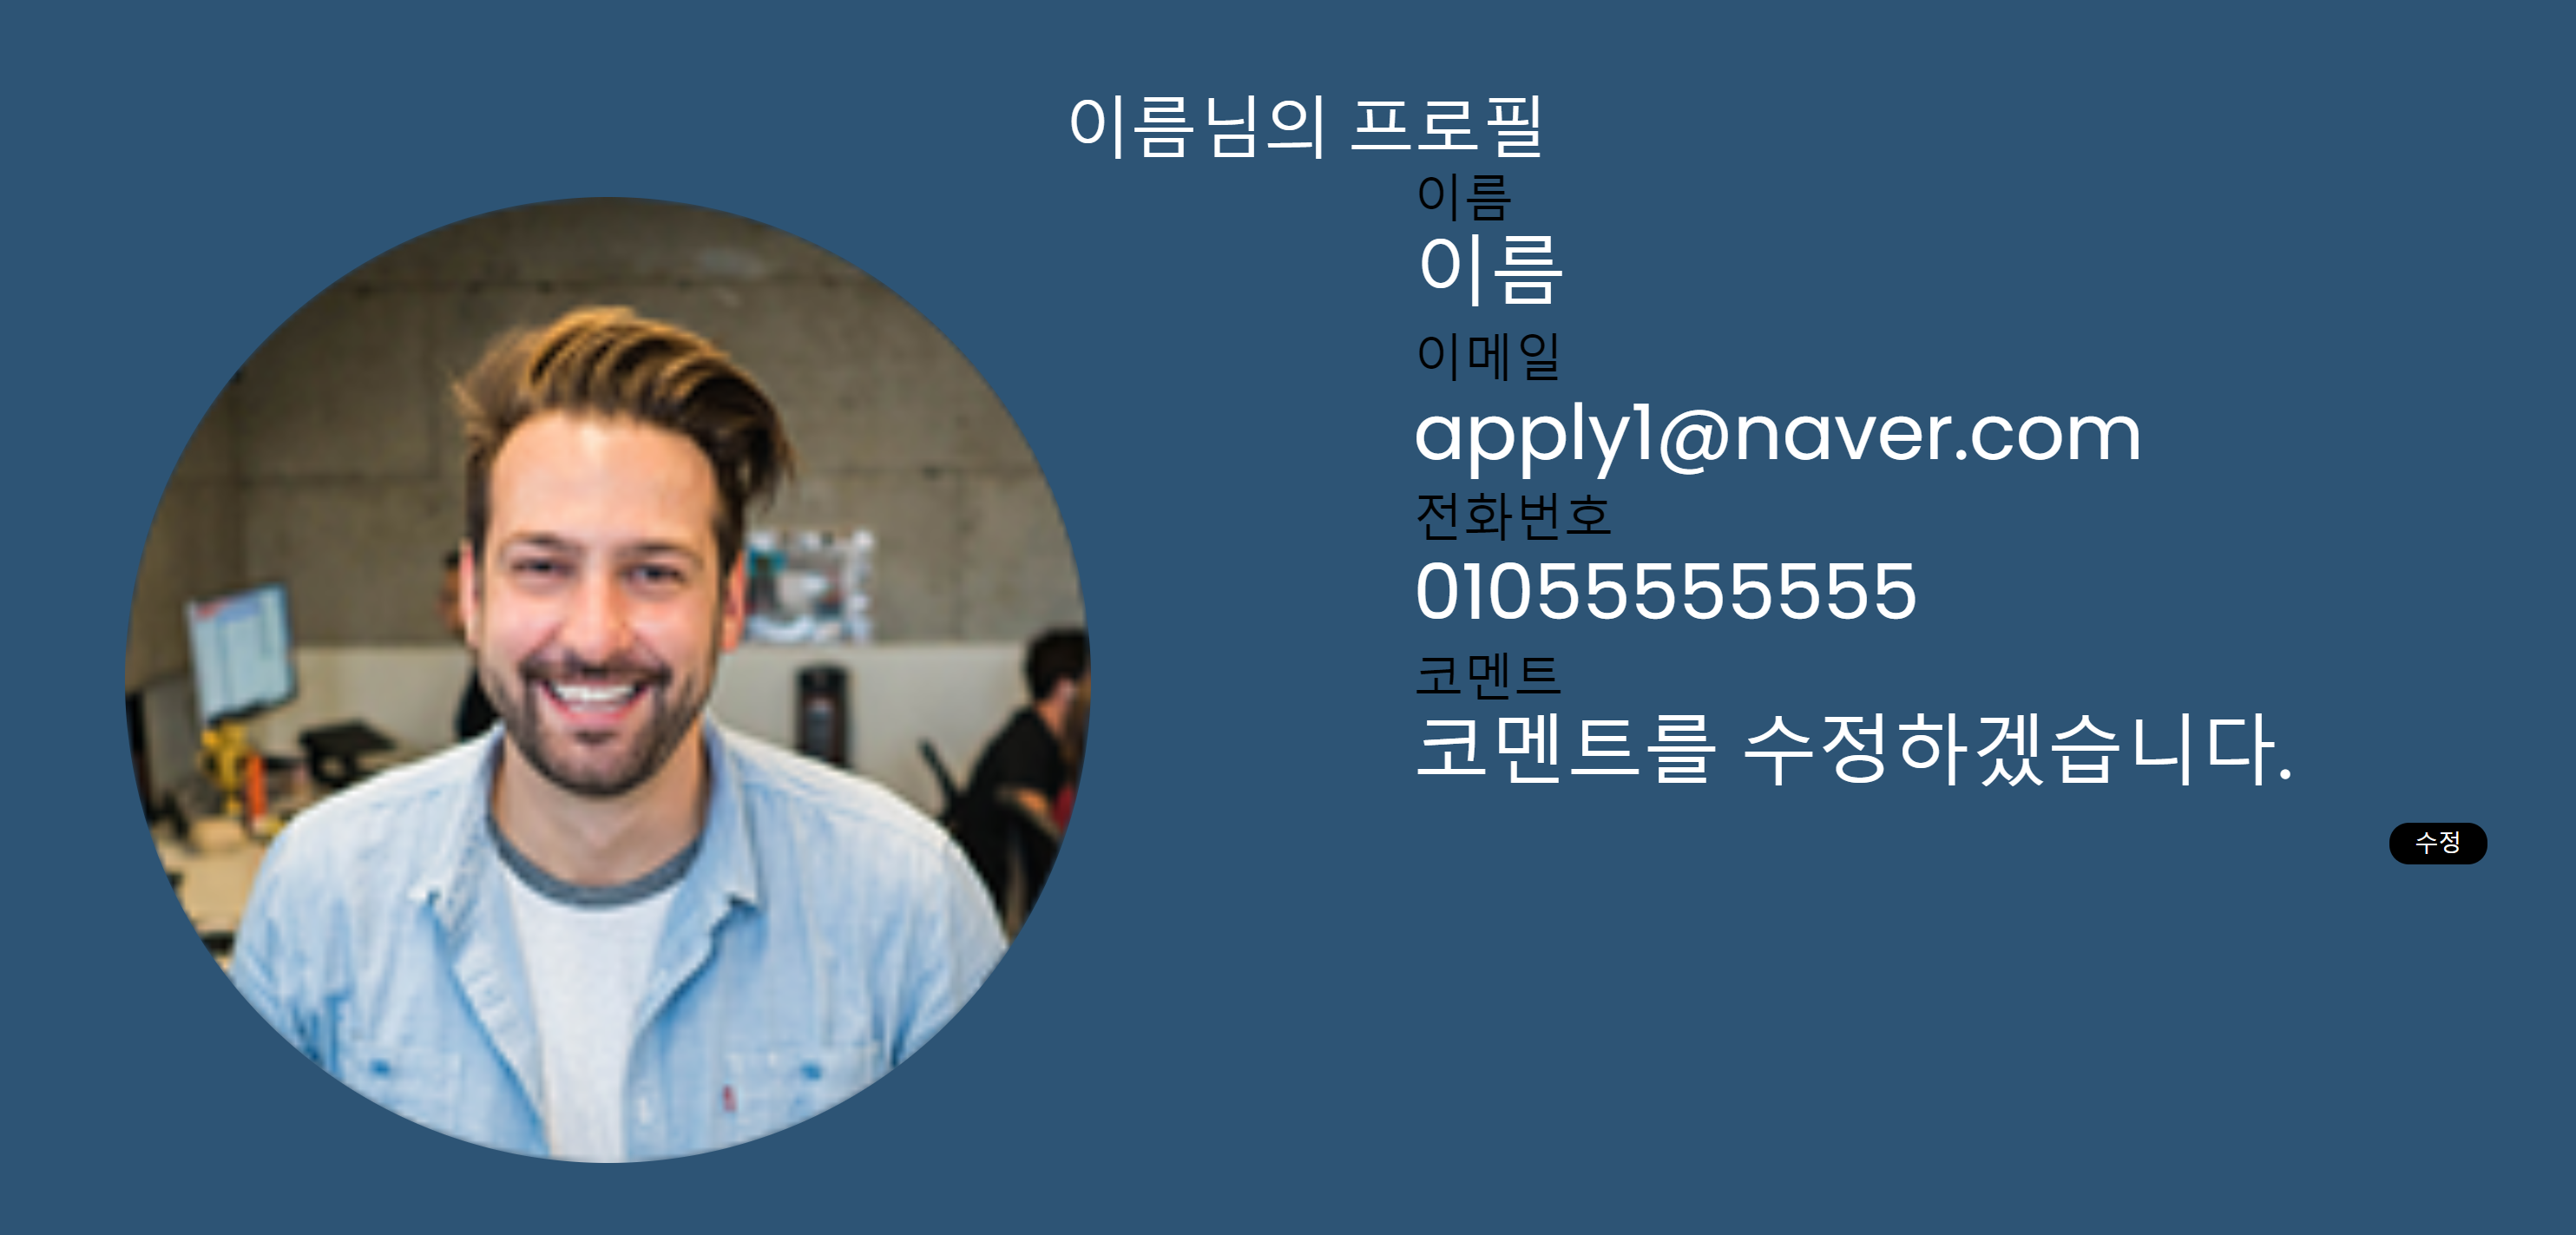 이름님의 프로필
이름
이름
이메일
apply1@naver.com
전화번호
01055555555
코멘트
코멘트를 수정하겠습니다.
수정